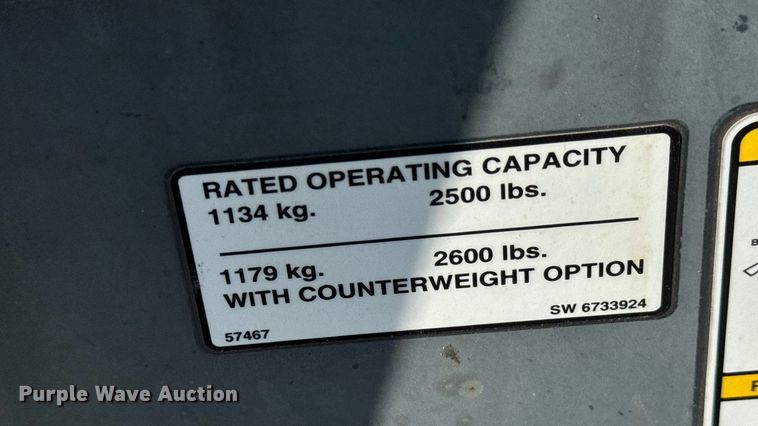 RATED OPERATING CAPACITY
1134 kg. 2500 lbs.
1179 kg. 2600 lbs.
WITH COUNTERWEIGHT OPTION
57467 SW 6733924
Purple Wave Auction